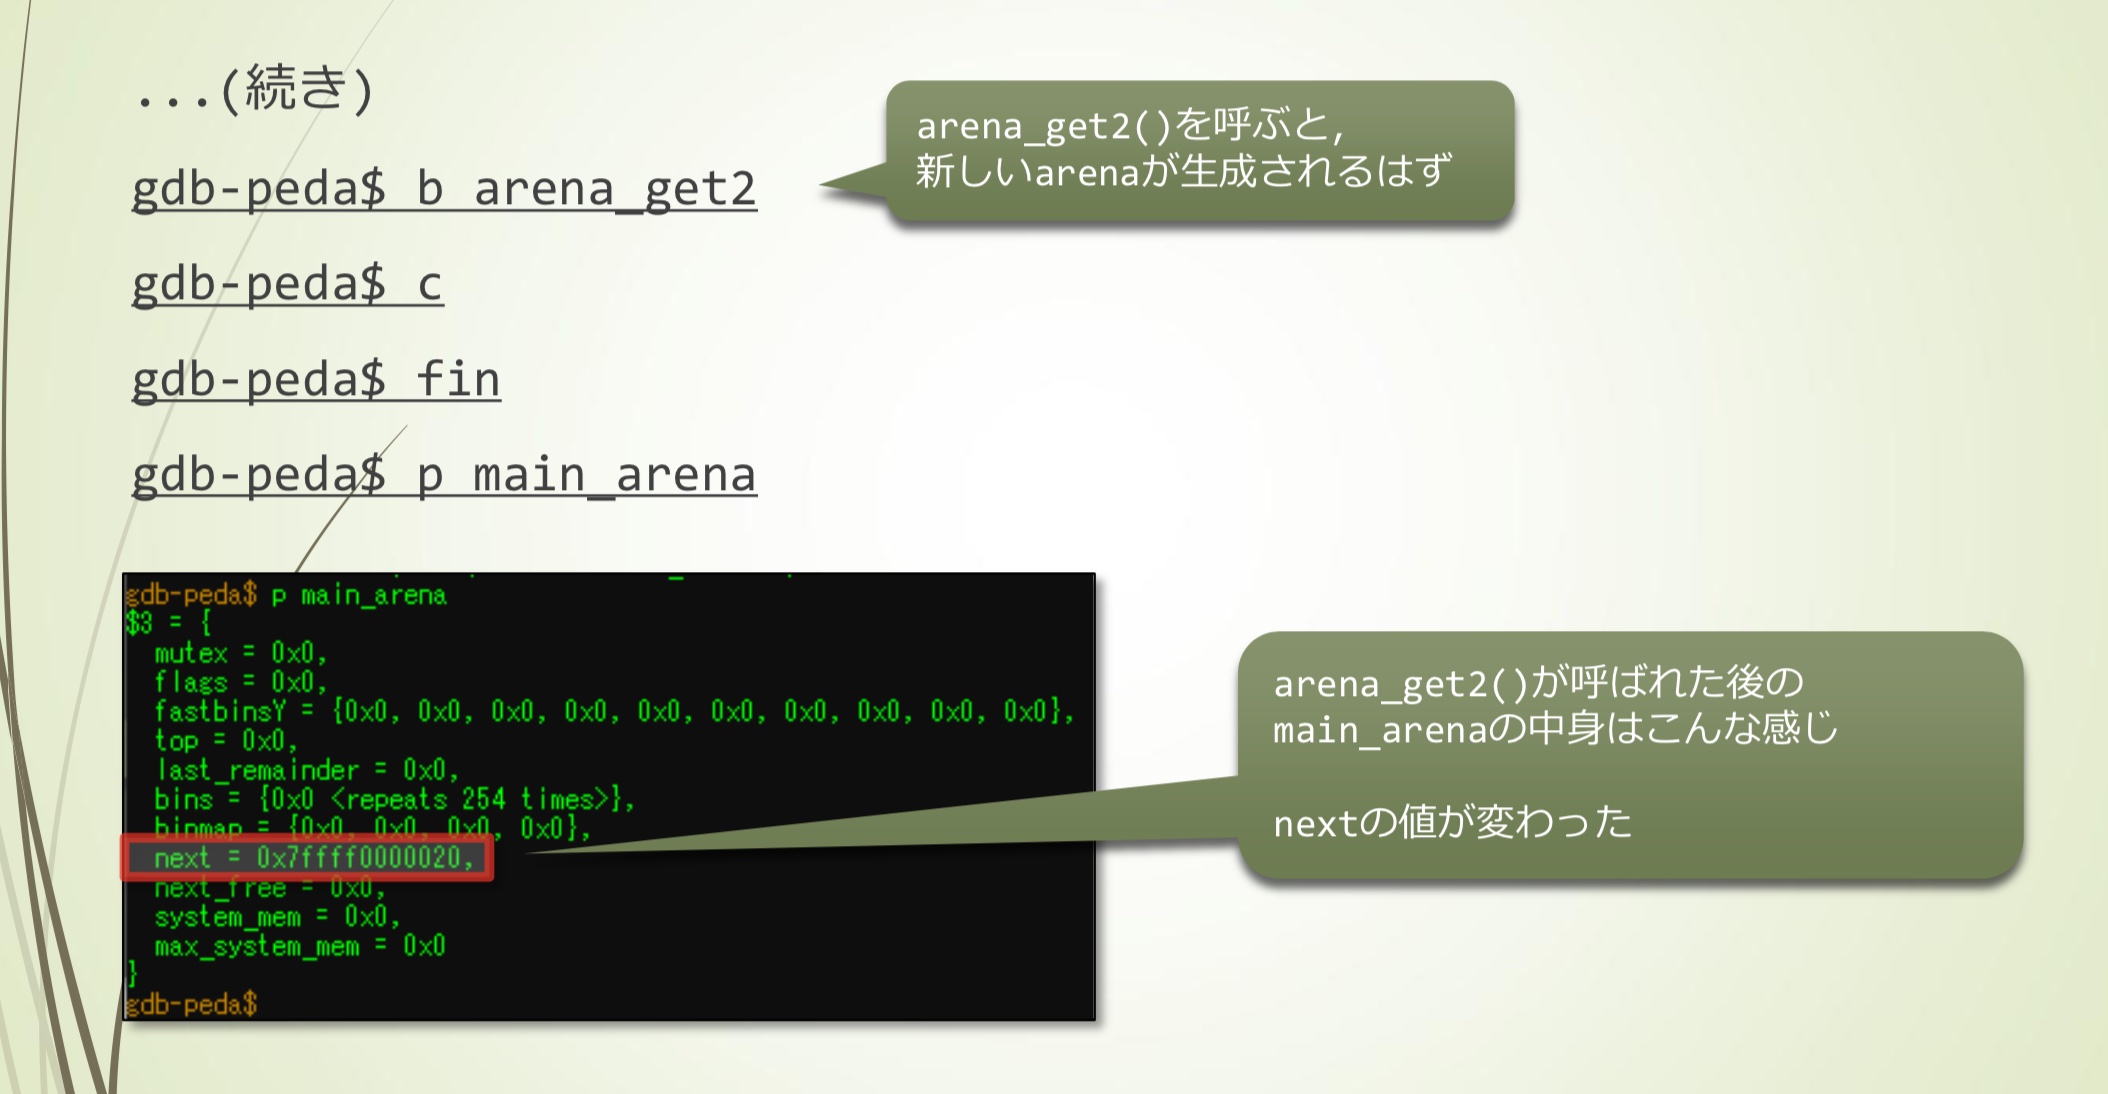 ...(続き)
gdb-peda$ b arena_get2
arena_get2()を呼ぶと,
新しいarenaが生成されるはず
gdb-peda$ c
gdb-peda$ fin
gdb-peda$ p main_arena
gdb-peda$ p main_arena
$3 = {
mutex = 0x0,
flags = 0x0,
fastbinsY = {0x0, 0x0, 0x0, 0x0, 0x0, 0x0, 0x0, 0x0, 0x0, 0x0},
top = 0x0,
last_remainder = 0x0,
bins = {0x0 <repeats 254 times>},
binmap = {0x0, 0x0, 0x0, 0x0},
next = 0x7ffff0000020,
next_free = 0x0,
system_mem = 0x0,
max_system_mem = 0x0
}
gdb-peda$
arena_get2()が呼ばれた後の
main_arenaの中身はこんな感じ
nextの値が変わった